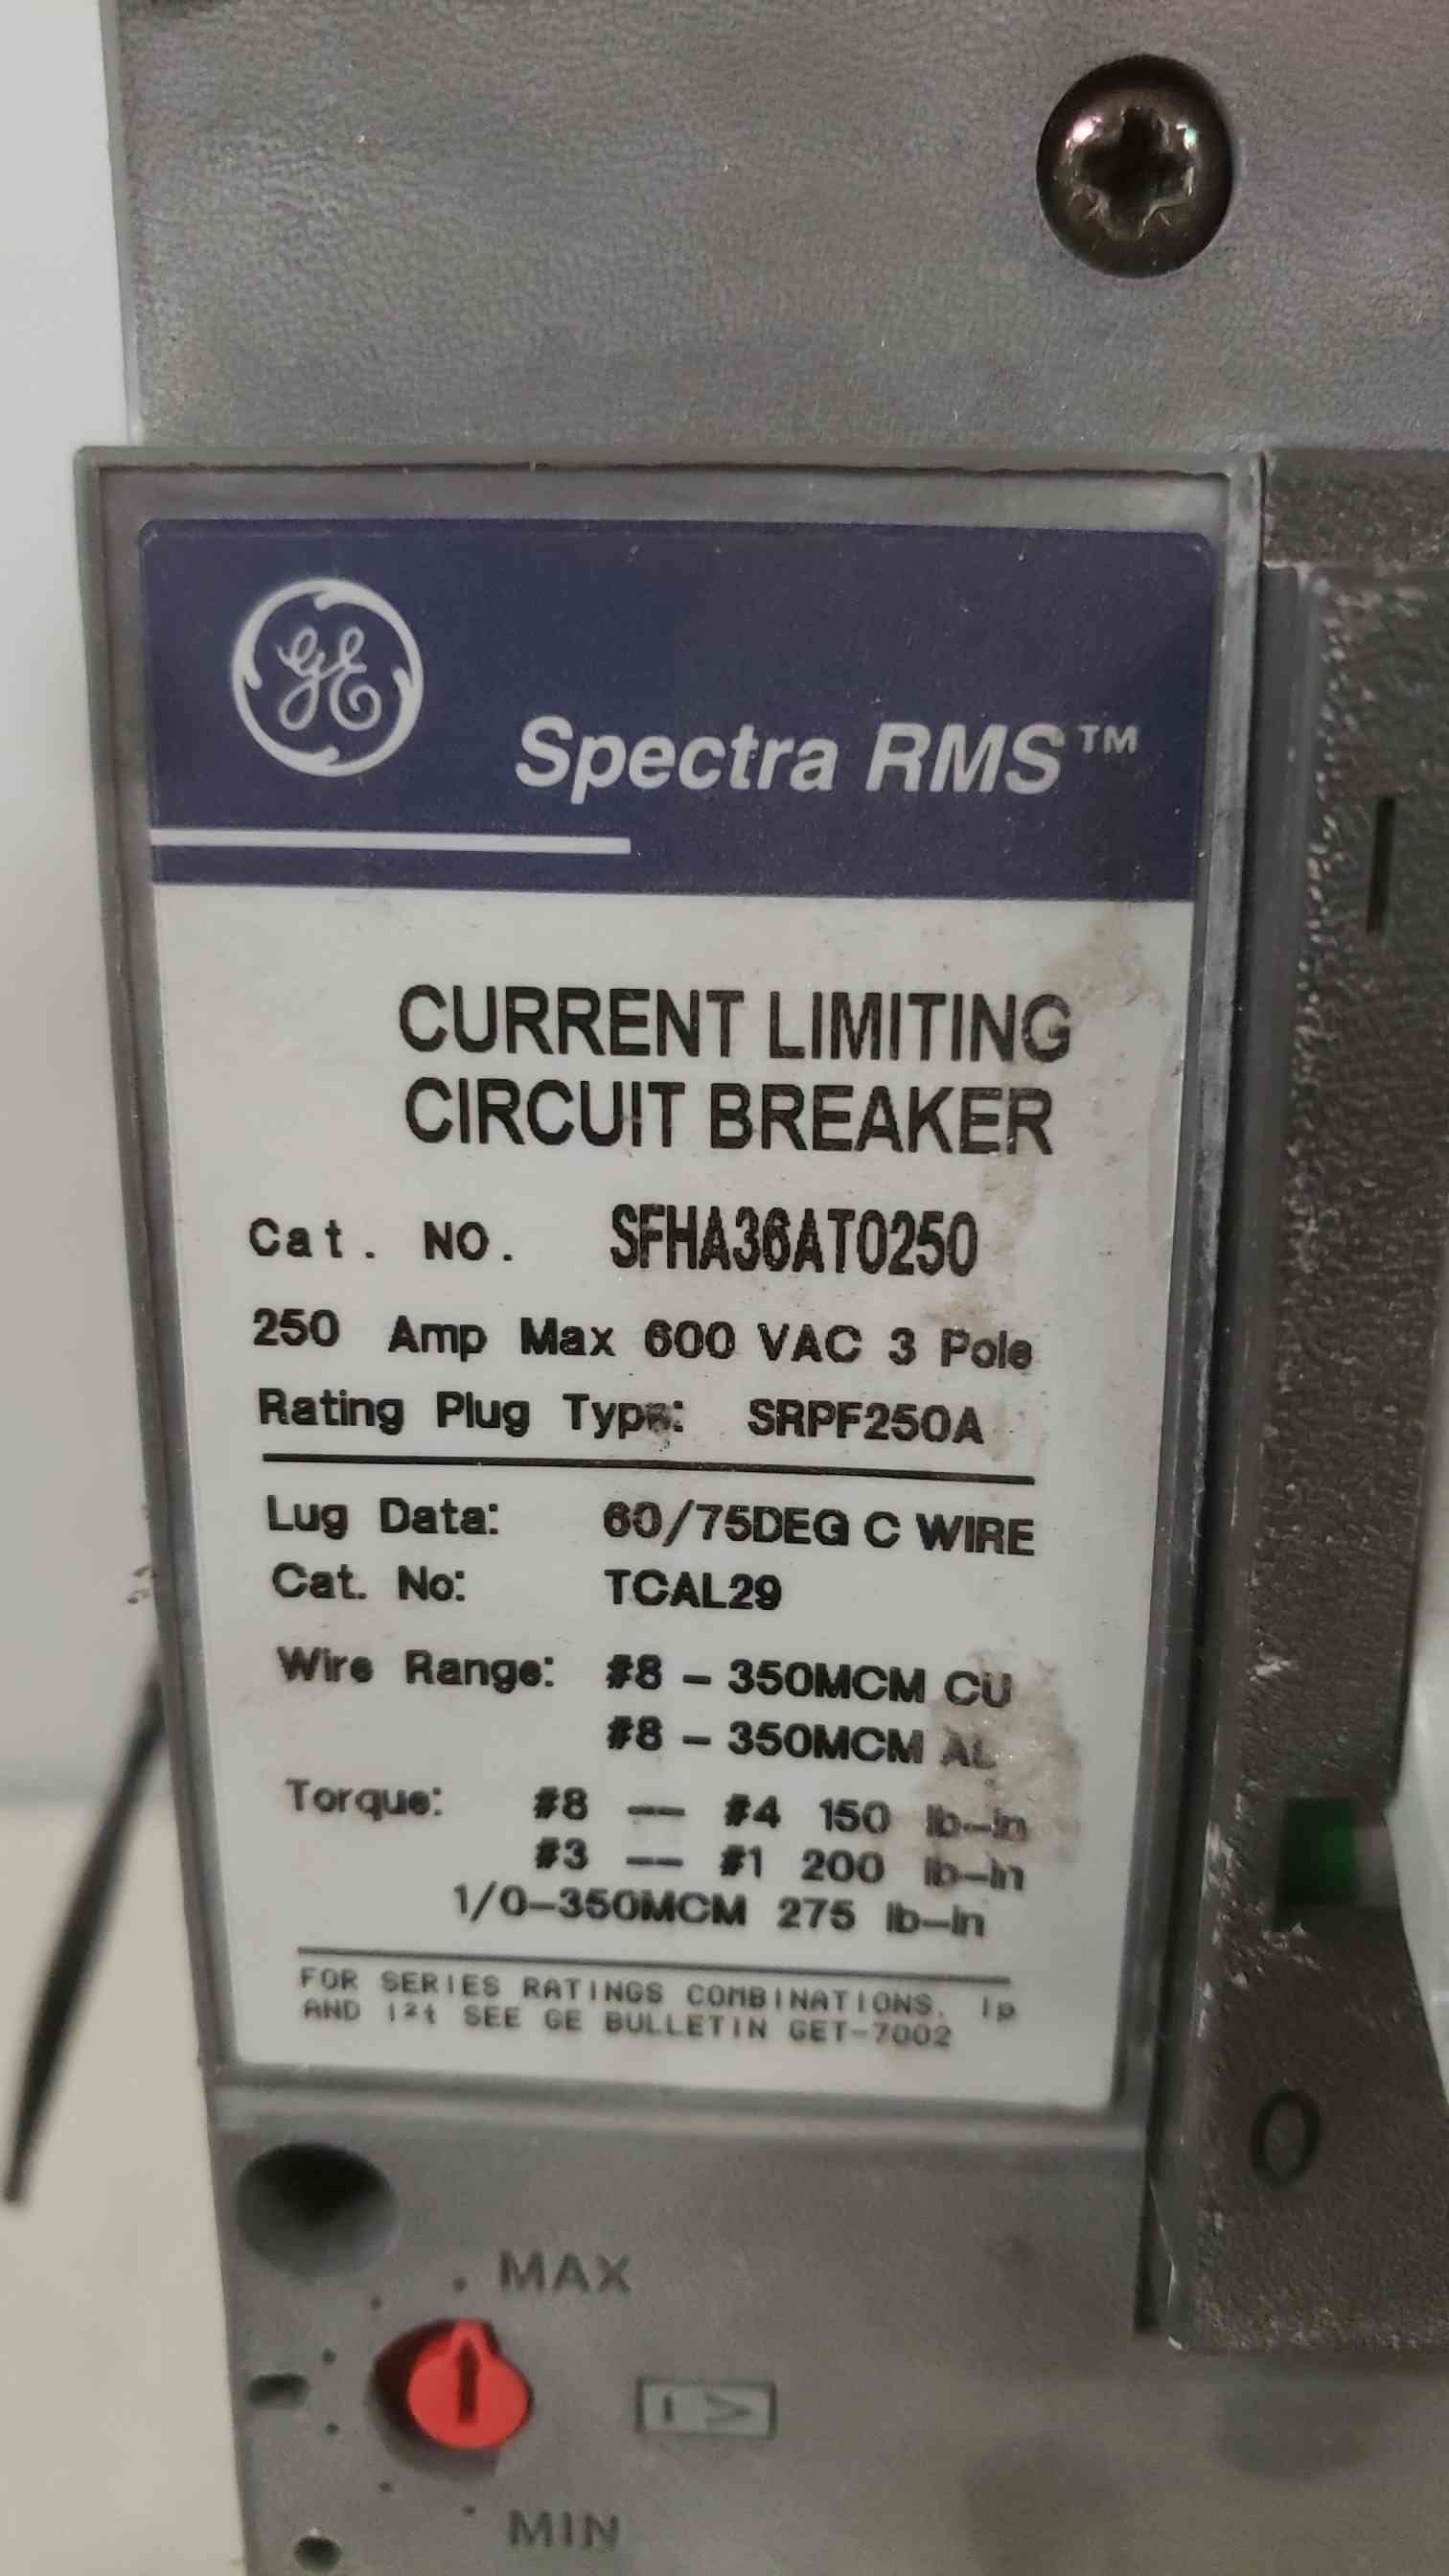 GE
Spectra RMS™
CURRENT LIMITING
CIRCUIT BREAKER
Cat. NO. SFHA36AT0250
250 Amp Max 600 VAC 3 Pole
Rating Plug Type: SRPF250A
Lug Data: 60/75DEG C WIRE
Cat. No: TCAL29
Wire Range: #8 - 350MCM CU
#8 - 350MCM AL
Torque: #8 -- #4 150 lb-in
#3 -- #1 200 lb-in
1/0-350MCM 275 lb-in
FOR SERIES RATINGS COMBINATIONS, Ip
AND I²t SEE GE BULLETIN GET-7002
I
O
MAX
I >
MIN